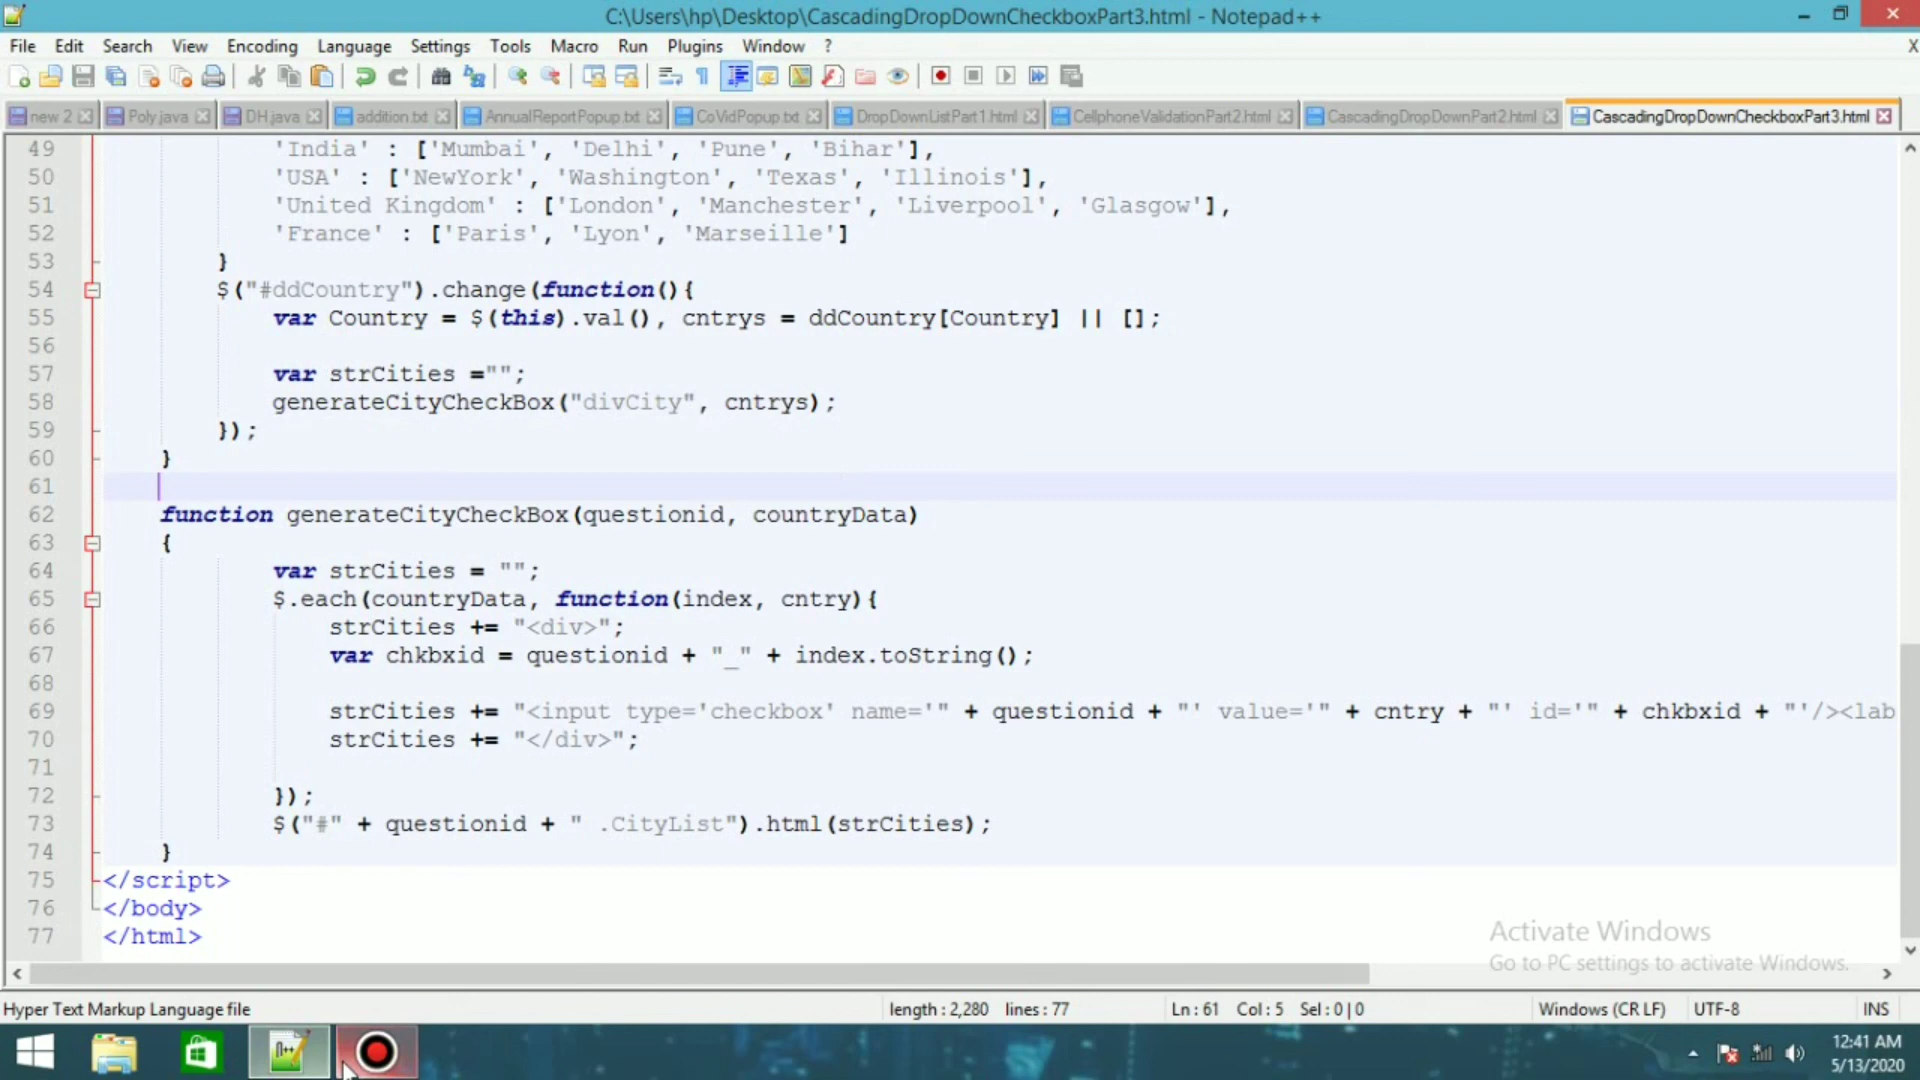 C:\Users\hp\Desktop\CascadingDropDownCheckboxPart3.html - Notepad++
File Edit Search View Encoding Language Settings Tools Macro Run Plugins Window ? X
new 2 Poly.java DH.java addition.txt AnnualReportPopup.txt CoVidPopup.txt DropDownListPart1.html CellphoneValidationPart2.html CascadingDropDownPart2.html CascadingDropDownCheckboxPart3.html
49 'India' : ['Mumbai', 'Delhi', 'Pune', 'Bihar'],
50 'USA' : ['NewYork', 'Washington', 'Texas', 'Illinois'],
51 'United Kingdom' : ['London', 'Manchester', 'Liverpool', 'Glasgow'],
52 'France' : ['Paris', 'Lyon', 'Marseille']
53 }
54 $("#ddCountry").change(function(){
55 var Country = $(this).val(), cntrys = ddCountry[Country] || [];
56
57 var strCities ="";
58 generateCityCheckBox("divCity", cntrys);
59 });
60 }
61
62 function generateCityCheckBox(questionid, countryData)
63 {
64 var strCities = "";
65 $.each(countryData, function(index, cntry){
66 strCities += "<div>";
67 var chkbxid = questionid + "_" + index.toString();
68
69 strCities += "<input type='checkbox' name='" + questionid + "' value='" + cntry + "' id='" + chkbxid + "'/><lab
70 strCities += "</div>";
71
72 });
73 $("#" + questionid + " .CityList").html(strCities);
74 }
75 </script>
76 </body>
77 </html>
Activate Windows
Go to PC settings to activate Windows.
Hyper Text Markup Language file length : 2,280 lines : 77 Ln : 61 Col : 5 Sel : 0 | 0 Windows (CR LF) UTF-8 INS
12:41 AM
5/13/2020